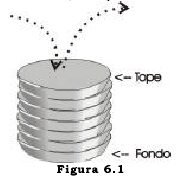 <-- Tope
<-- Fondo
Figura 6.1